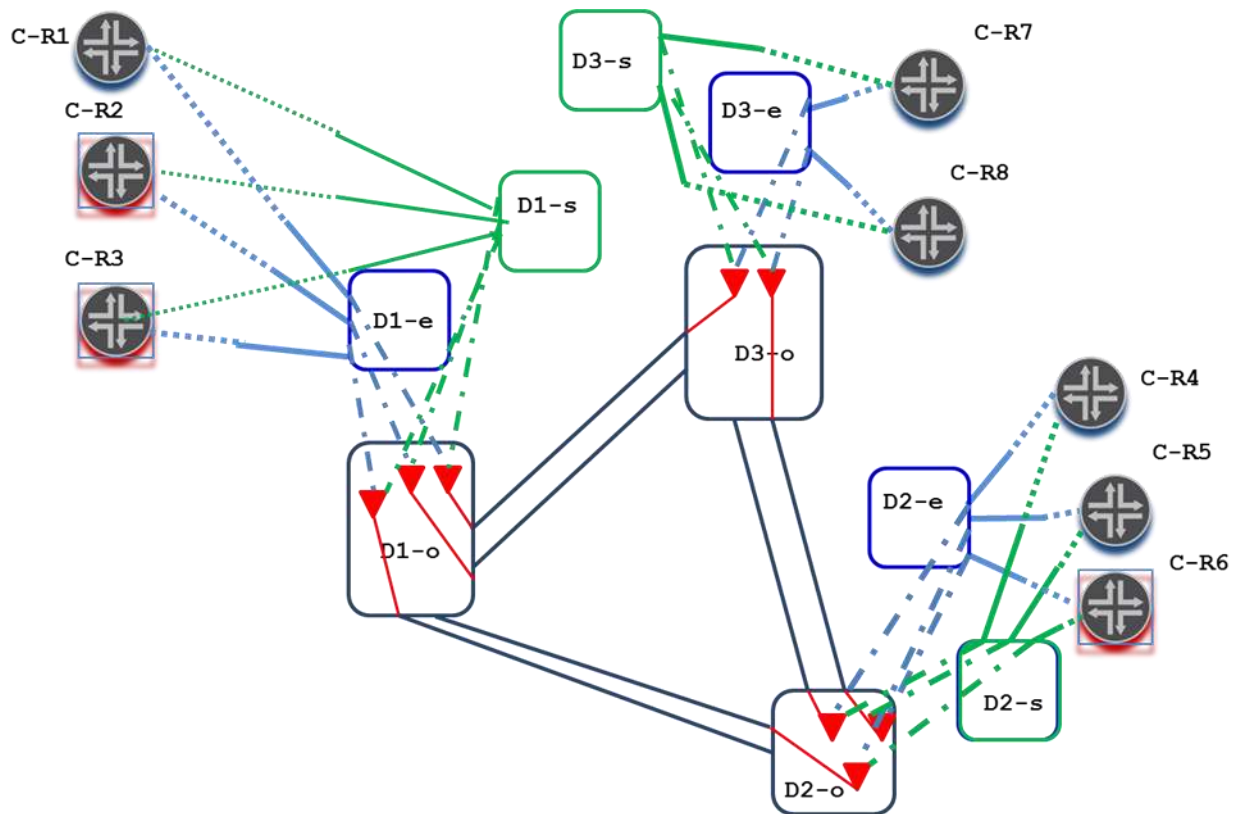 C-R1
C-R2
C-R3
D1-s
D1-e
D1-o
D3-s
D3-e
D3-o
C-R7
C-R8
C-R4
C-R5
C-R6
D2-e
D2-s
D2-o